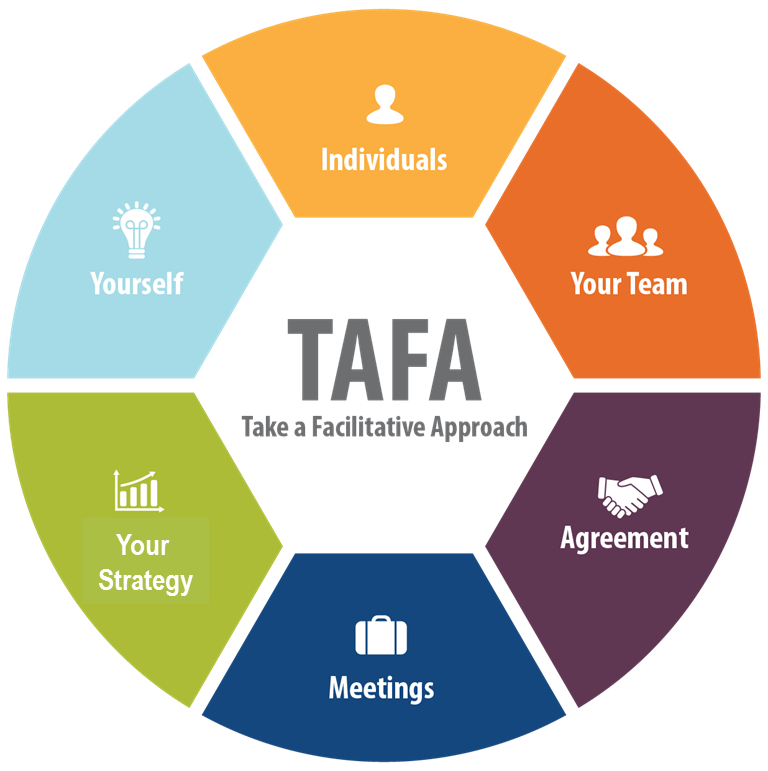 Individuals
Yourself
Your Team
TAFA
Take a Facilitative Approach
Your
Strategy
Agreement
Meetings